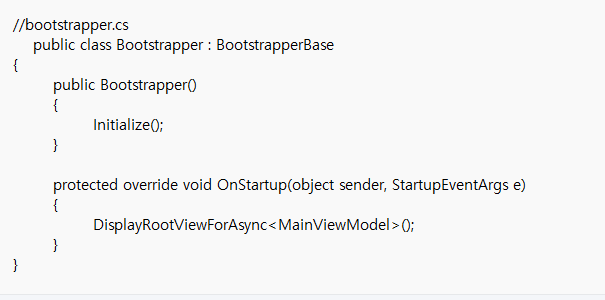 //bootstrapper.cs
public class Bootstrapper : BootstrapperBase
{
public Bootstrapper()
{
Initialize();
}
protected override void OnStartup(object sender, StartupEventArgs e)
{
DisplayRootViewForAsync<MainViewModel>();
}
}